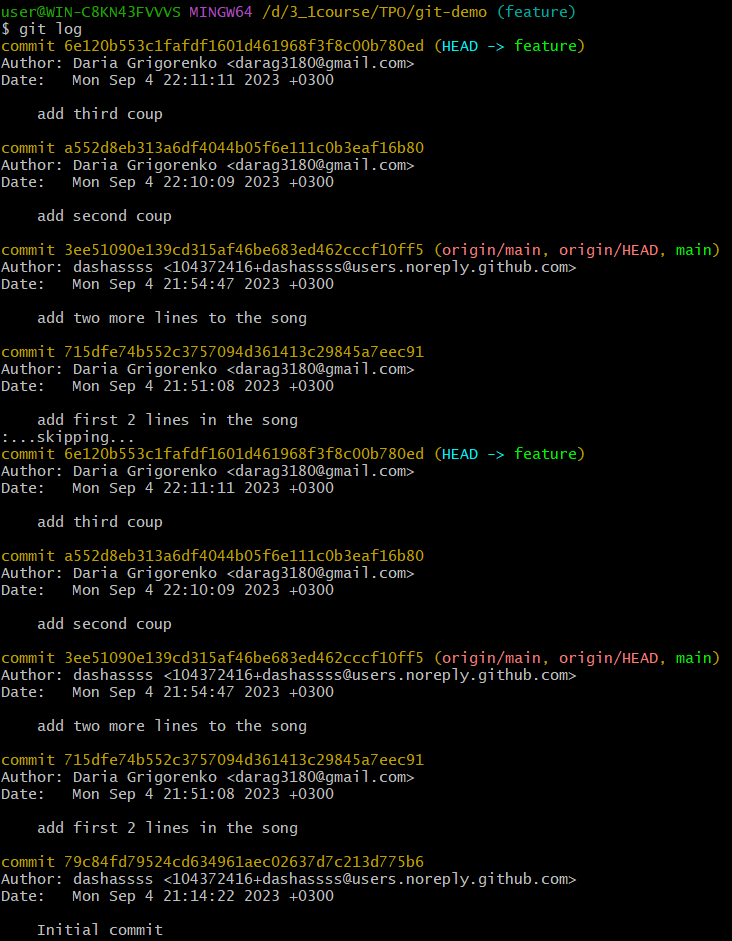 user@WIN-C8KN43FVVVS MINGW64 /d/3_1course/TPO/git-demo (feature)
$ git log
commit 6e120b553c1fafdf1601d461968f3f8c00b780ed (HEAD -> feature)
Author: Daria Grigorenko <darag3180@gmail.com>
Date:   Mon Sep 4 22:11:11 2023 +0300
    add third coup
commit a552d8eb313a6df4044b05f6e111c0b3eaf16b80
Author: Daria Grigorenko <darag3180@gmail.com>
Date:   Mon Sep 4 22:10:09 2023 +0300
    add second coup
commit 3ee51090e139cd315af46be683ed462cccf10ff5 (origin/main, origin/HEAD, main)
Author: dashassss <104372416+dashassss@users.noreply.github.com>
Date:   Mon Sep 4 21:54:47 2023 +0300
    add two more lines to the song
commit 715dfe74b552c3757094d361413c29845a7eec91
Author: Daria Grigorenko <darag3180@gmail.com>
Date:   Mon Sep 4 21:51:08 2023 +0300
    add first 2 lines in the song
:...skipping...
commit 6e120b553c1fafdf1601d461968f3f8c00b780ed (HEAD -> feature)
Author: Daria Grigorenko <darag3180@gmail.com>
Date:   Mon Sep 4 22:11:11 2023 +0300
    add third coup
commit a552d8eb313a6df4044b05f6e111c0b3eaf16b80
Author: Daria Grigorenko <darag3180@gmail.com>
Date:   Mon Sep 4 22:10:09 2023 +0300
    add second coup
commit 3ee51090e139cd315af46be683ed462cccf10ff5 (origin/main, origin/HEAD, main)
Author: dashassss <104372416+dashassss@users.noreply.github.com>
Date:   Mon Sep 4 21:54:47 2023 +0300
    add two more lines to the song
commit 715dfe74b552c3757094d361413c29845a7eec91
Author: Daria Grigorenko <darag3180@gmail.com>
Date:   Mon Sep 4 21:51:08 2023 +0300
    add first 2 lines in the song
commit 79c84fd79524cd634961aec02637d7c213d775b6
Author: dashassss <104372416+dashassss@users.noreply.github.com>
Date:   Mon Sep 4 21:14:22 2023 +0300
    Initial commit